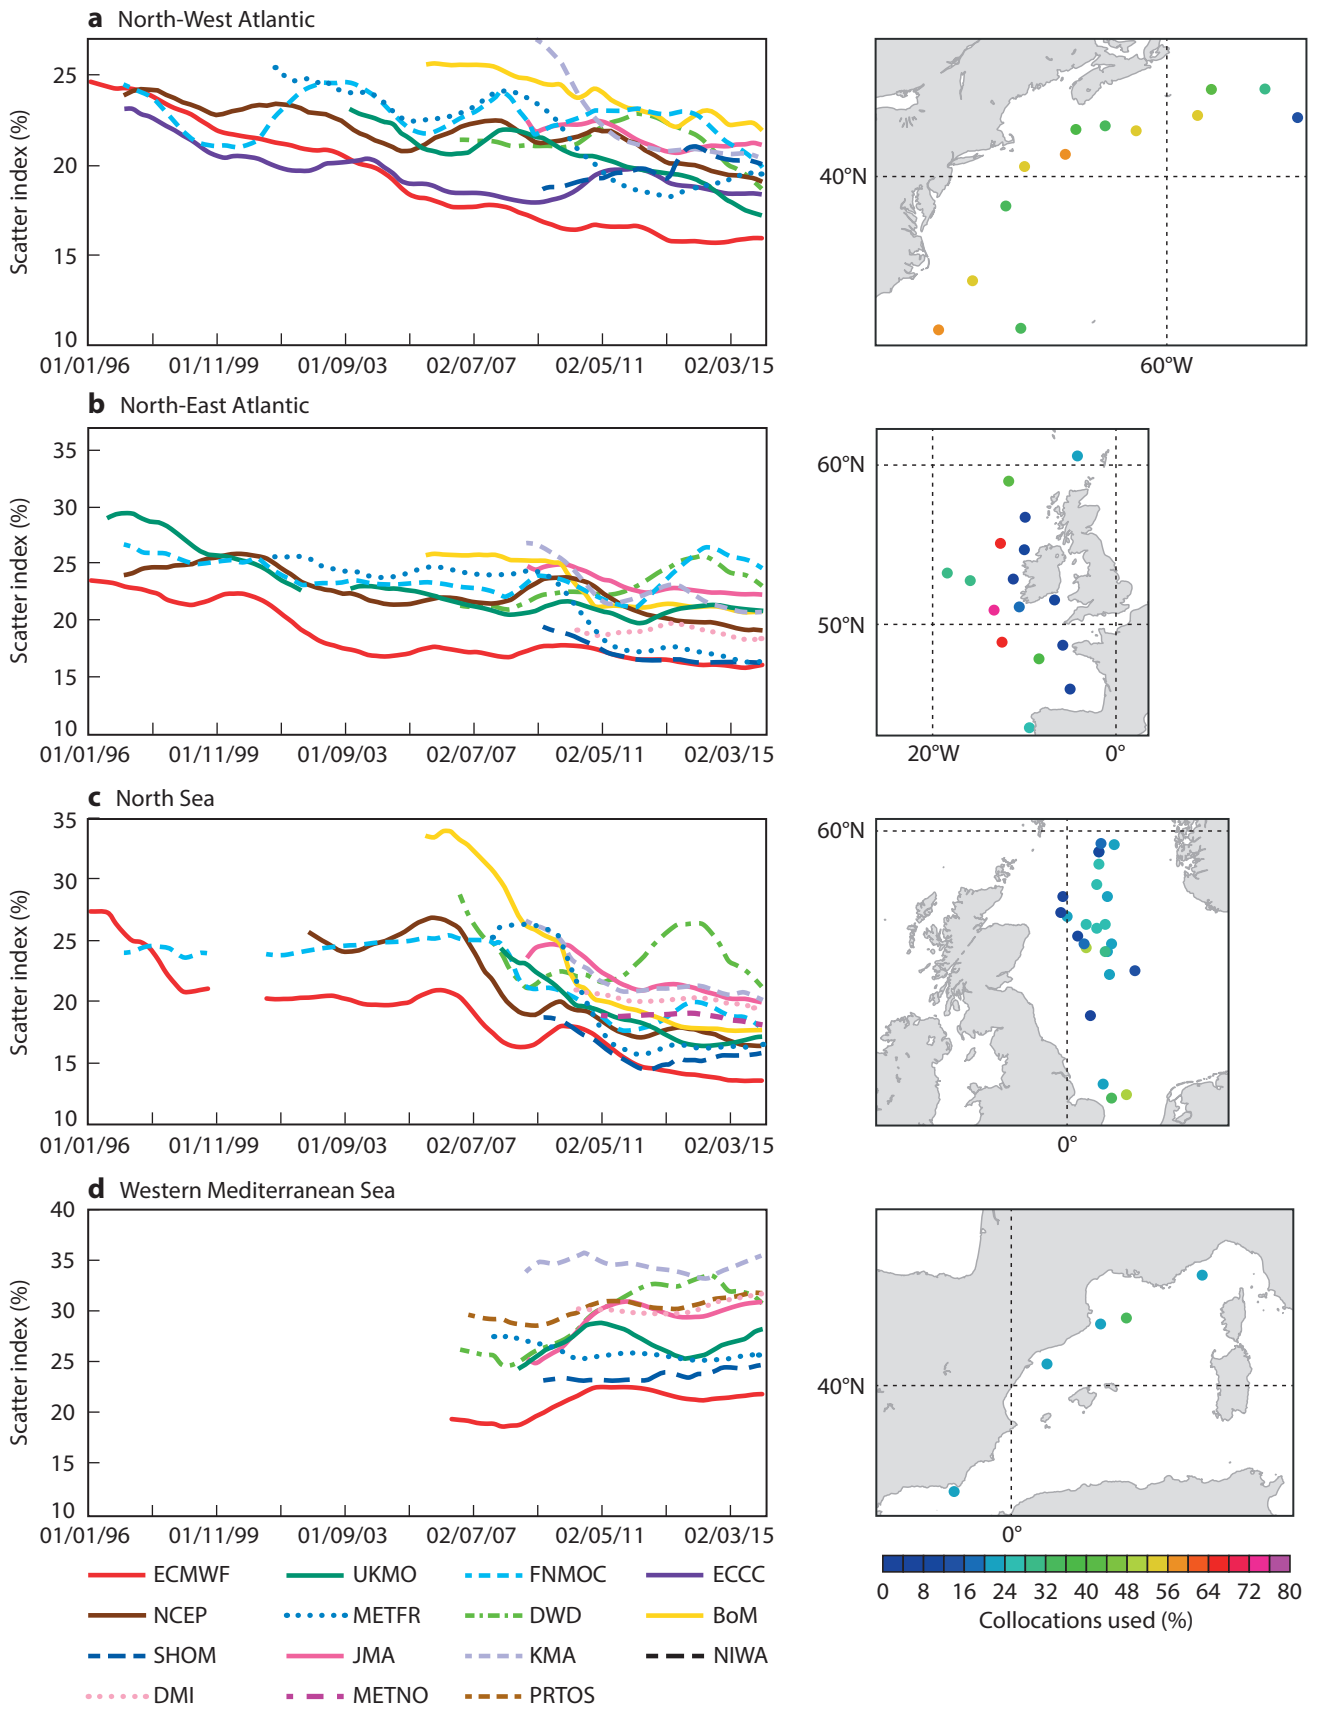 a North-West Atlantic
Scatter index (%)
25
20
15
10
01/01/96 01/11/99 01/09/03 02/07/07 02/05/11 02/03/15
40°N
60°W
b North-East Atlantic
Scatter index (%)
35
30
25
20
15
10
01/01/96 01/11/99 01/09/03 02/07/07 02/05/11 02/03/15
60°N
50°N
20°W 0°
c North Sea
Scatter index (%)
35
30
25
20
15
10
01/01/96 01/11/99 01/09/03 02/07/07 02/05/11 02/03/15
60°N
0°
d Western Mediterranean Sea
Scatter index (%)
40
35
30
25
20
15
10
01/01/96 01/11/99 01/09/03 02/07/07 02/05/11 02/03/15
40°N
0°
ECMWF UKMO FNMOC ECCC
NCEP METFR DWD BoM
SHOM JMA KMA NIWA
DMI METNO PRTOS
0 8 16 24 32 40 48 56 64 72 80
Collocations used (%)